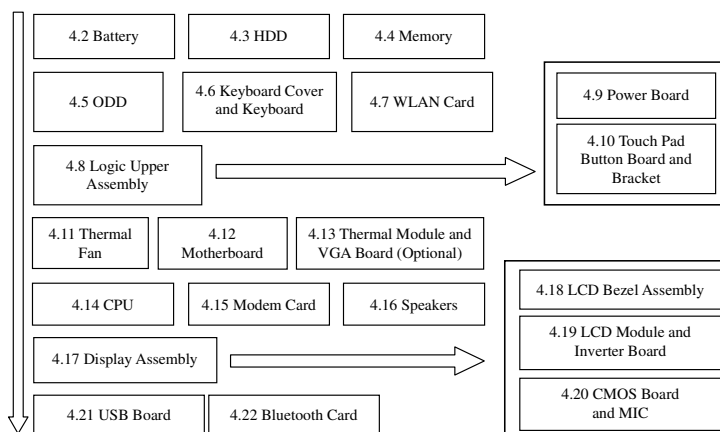 4.2 Battery
4.3 HDD
4.4 Memory
4.5 ODD
4.6 Keyboard Cover
and Keyboard
4.7 WLAN Card
4.8 Logic Upper
Assembly
4.9 Power Board
4.10 Touch Pad
Button Board and
Bracket
4.11 Thermal
Fan
4.12
Motherboard
4.13 Thermal Module and
VGA Board (Optional)
4.14 CPU
4.15 Modem Card
4.16 Speakers
4.17 Display Assembly
4.18 LCD Bezel Assembly
4.19 LCD Module and
Inverter Board
4.20 CMOS Board
and MIC
4.21 USB Board
4.22 Bluetooth Card